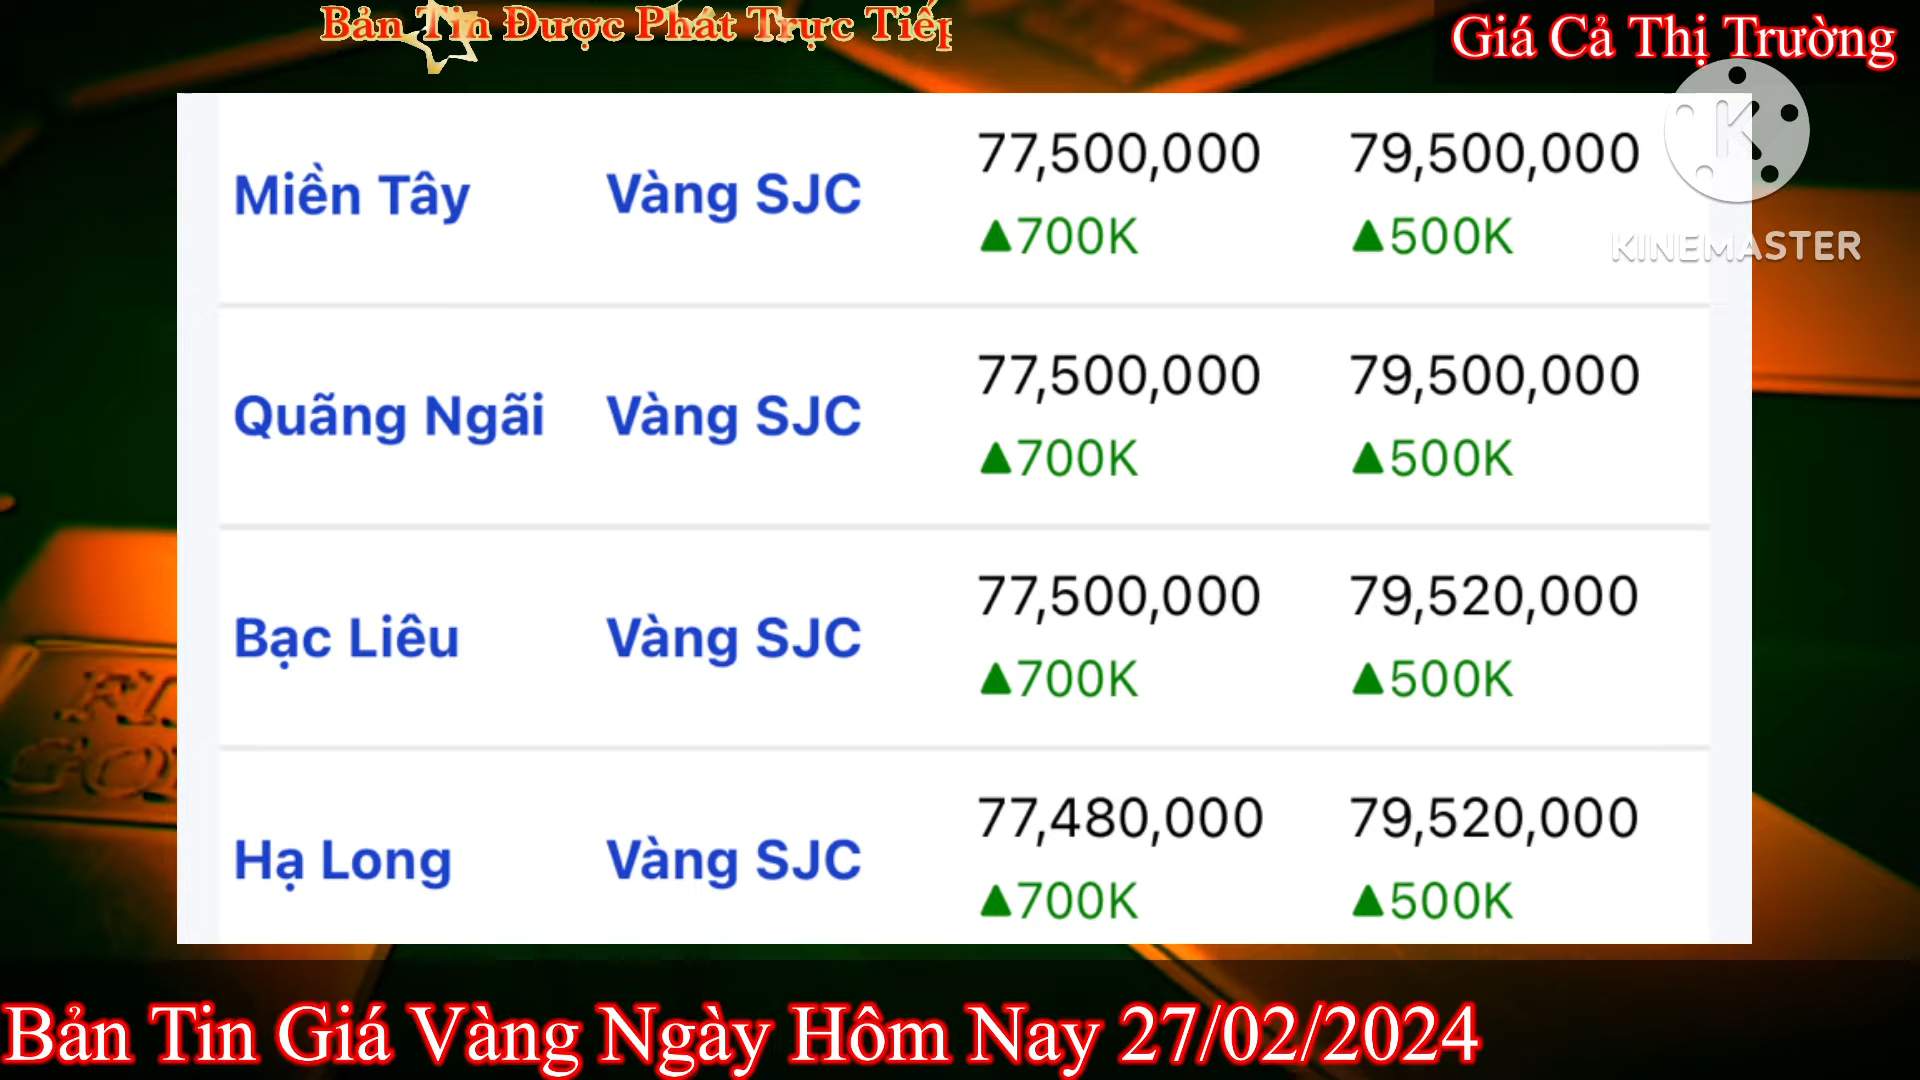 Bản Tin Được Phát Trực Tiếp
Giá Cả Thị Trường
KINEMASTER
Miền Tây Vàng SJC 77,500,000 79,500,000
▲700K ▲500K
Quãng Ngãi Vàng SJC 77,500,000 79,500,000
▲700K ▲500K
Bạc Liêu Vàng SJC 77,500,000 79,520,000
▲700K ▲500K
Hạ Long Vàng SJC 77,480,000 79,520,000
▲700K ▲500K
Bản Tin Giá Vàng Ngày Hôm Nay 27/02/2024